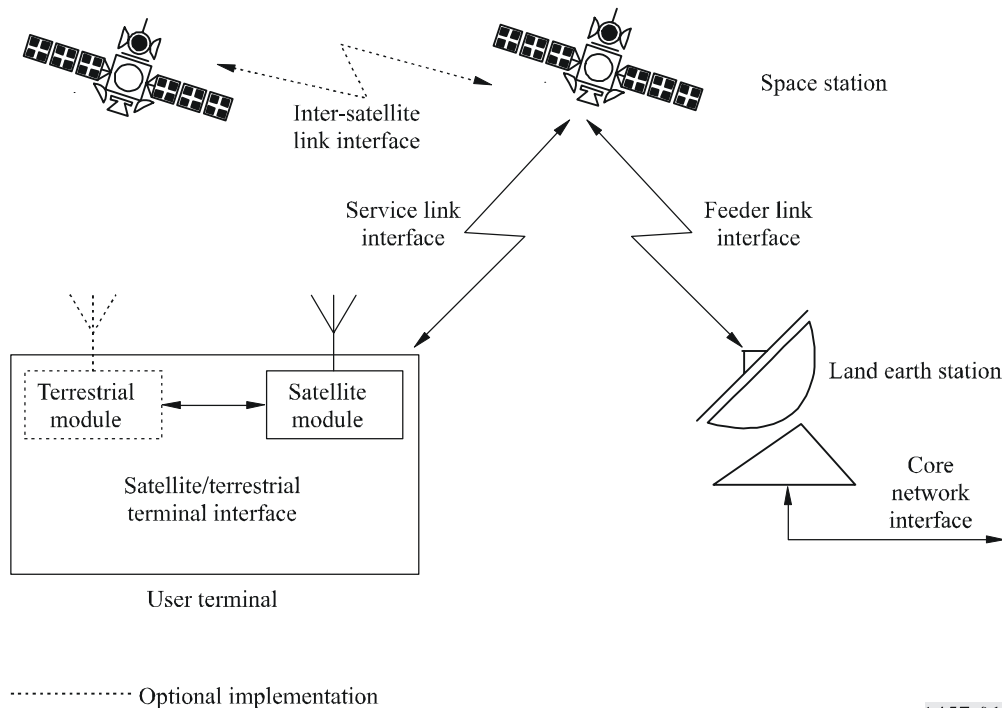 Space station
Inter-satellite
link interface
Service link
interface
Feeder link
interface
Terrestrial
module
Satellite
module
Land earth station
Satellite/terrestrial
terminal interface
Core
network
interface
User terminal
Optional implementation